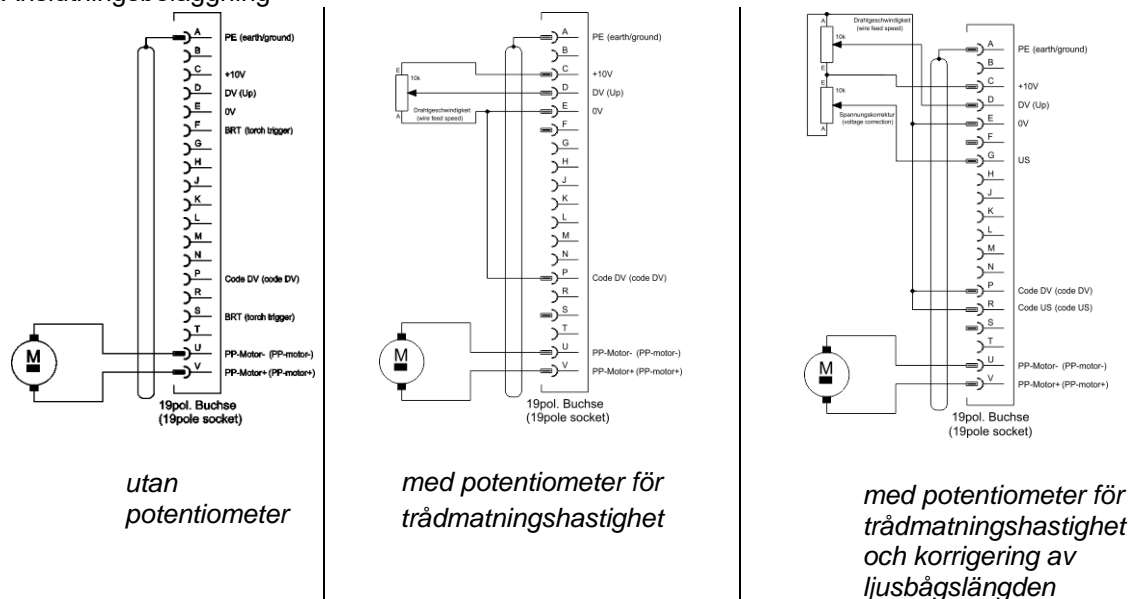 Anslutningsbeläggning
A PE (earth/ground)
B
C +10V
D DV (Up)
E 0V
F BRT (torch trigger)
G
H
J
K
L
M
N
P Code DV (code DV)
R
S BRT (torch trigger)
T
U PP-Motor- (PP-motor-)
V PP-Motor+ (PP-motor+)
M
19pol. Buchse
(19pole socket)
utan
potentiometer
A PE (earth/ground)
B
C +10V
D DV (Up)
E 0V
F
G
H
J
K
L
M
N
P Code DV (code DV)
R
S
T
U PP-Motor- (PP-motor-)
V PP-Motor+ (PP-motor+)
E
10k
A
Drahtgeschwindigkeit
(wire feed speed)
M
19pol. Buchse
(19pole socket)
med potentiometer för
trådmatningshastighet
A
Drahtgeschwindigkeit
(wire feed speed)
10k
E
E
10k
Spannungskorrektur
(voltage correction)
A
A PE (earth/ground)
B
C +10V
D DV (Up)
E 0V
F
G US
H
J
K
L
M
N
P Code DV (code DV)
R Code US (code US)
S
T
U PP-Motor- (PP-motor-)
V PP-Motor+ (PP-motor+)
M
19pol. Buchse
(19pole socket)
med potentiometer för
trådmatningshastighet
och korrigering av
ljusbågslängden